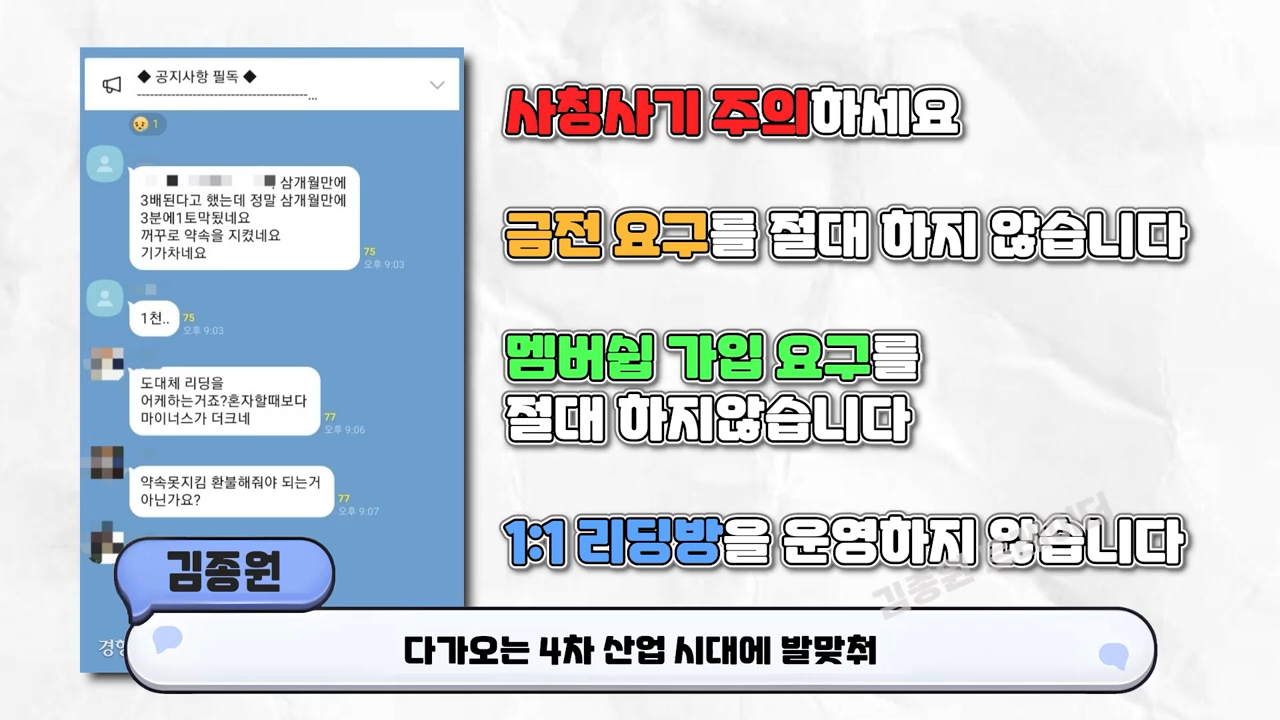 ◆ 공지사항 필독 ◆
----------------------------------------...
1
삼개월만에
3배된다고 했는데 정말 삼개월만에
3분에1토막됬네요
꺼꾸로 약속을 지켰네요
기가차네요
75
오후 9:03
1천..
75
오후 9:03
도대체 리딩을
어케하는거죠?혼자할때보다
마이너스가 더크네
77
오후 9:06
약속못지킴 환불해줘야 되는거
아닌가요?
77
오후 9:07
사칭사기 주의하세요
금전 요구를 절대 하지 않습니다
멤버쉽 가입 요구를
절대 하지않습니다
1:1 리딩방을 운영하지 않습니다
김종원
김종원
다가오는 4차 산업 시대에 발맞춰